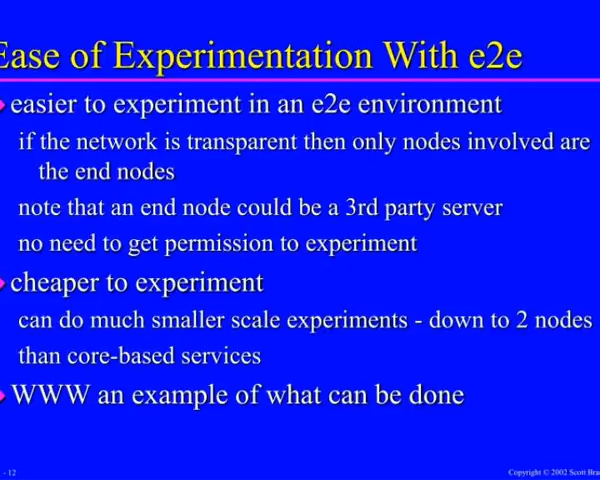 Ease of Experimentation With e2e
easier to experiment in an e2e environment
if the network is transparent then only nodes involved are
the end nodes
note that an end node could be a 3rd party server
no need to get permission to experiment
cheaper to experiment
can do much smaller scale experiments - down to 2 nodes
than core-based services
WWW an example of what can be done
- 12
Copyright © 2002 Scott